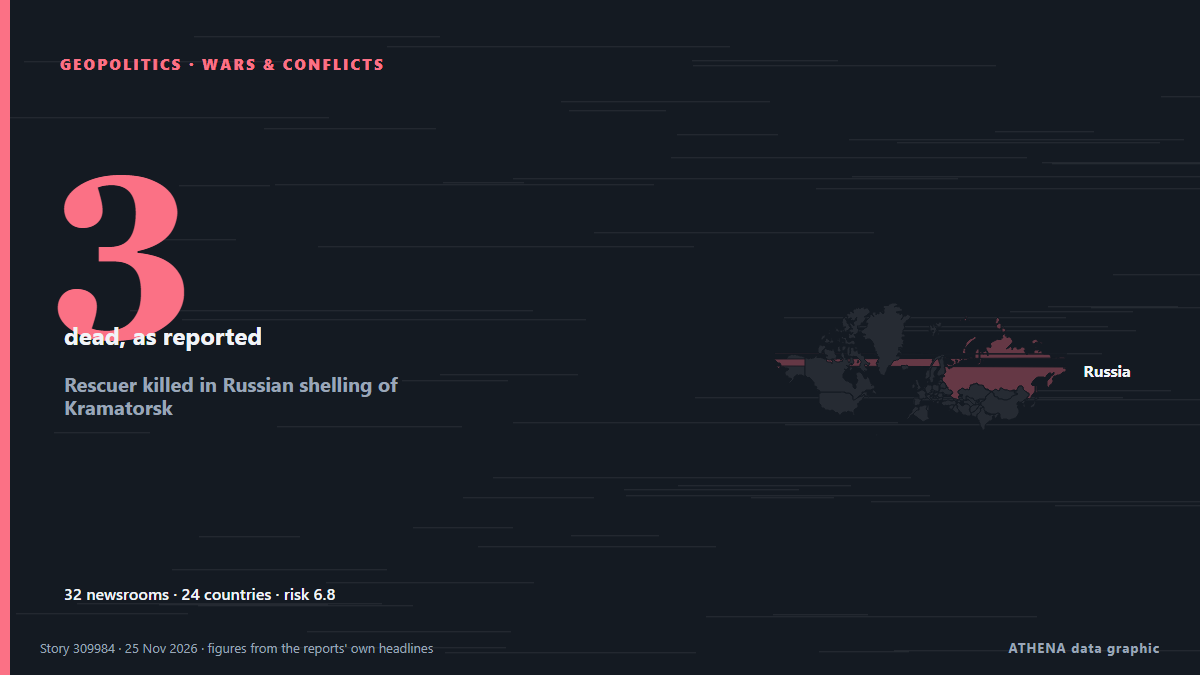 GEOPOLITICS · WARS & CONFLICTS
3
dead, as reported
Rescuer killed in Russian shelling of
Kramatorsk
Russia
32 newsrooms · 24 countries · risk 6.8
Story 309984 · 25 Nov 2026 · figures from the reports' own headlines
ATHENA data graphic